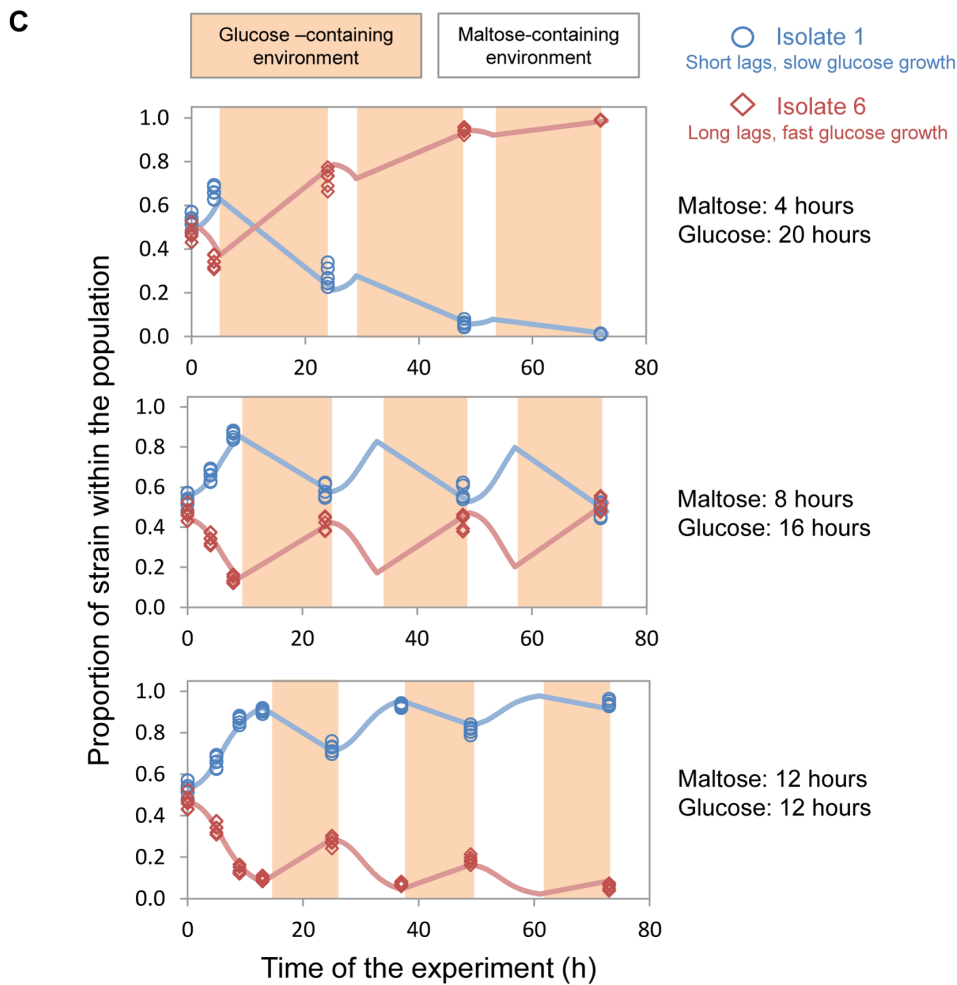 C
Glucose –containing
environment
Maltose-containing
environment
Isolate 1
Short lags, slow glucose growth
Isolate 6
Long lags, fast glucose growth
Proportion of strain within the population
1.0
0.8
0.6
0.4
0.2
0.0
0 20 40 60 80
Maltose: 4 hours
Glucose: 20 hours
1.0
0.8
0.6
0.4
0.2
0.0
0 20 40 60 80
Maltose: 8 hours
Glucose: 16 hours
1.0
0.8
0.6
0.4
0.2
0.0
0 20 40 60 80
Maltose: 12 hours
Glucose: 12 hours
Time of the experiment (h)